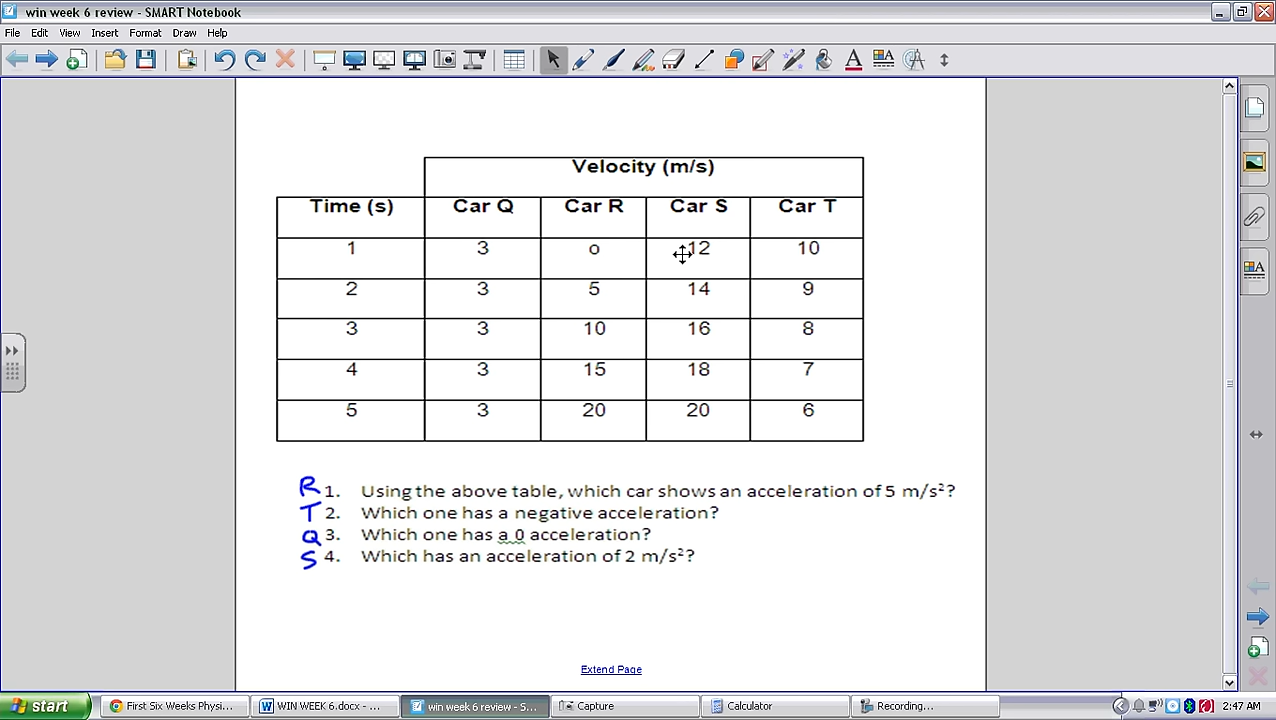 win week 6 review - SMART Notebook
File Edit View Insert Format Draw Help
Velocity (m/s)
Time (s) Car Q Car R Car S Car T
1 3 o 12 10
2 3 5 14 9
3 3 10 16 8
4 3 15 18 7
5 3 20 20 6
R 1. Using the above table, which car shows an acceleration of 5 m/s²?
T 2. Which one has a negative acceleration?
Q 3. Which one has a 0 acceleration?
S 4. Which has an acceleration of 2 m/s²?
Extend Page
start First Six Weeks Physi... WIN WEEK 6.docx - ... win week 6 review - S... Capture Calculator Recording... 2:47 AM